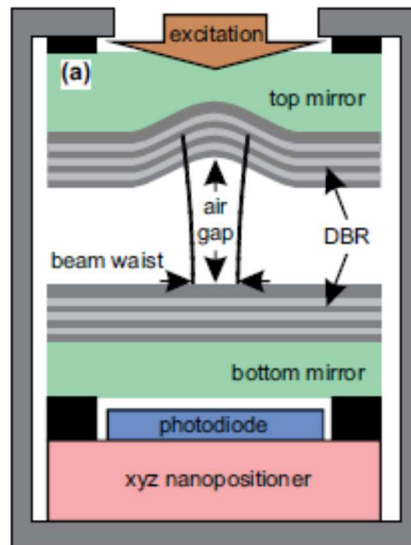 excitation
(a)
top mirror
air
gap
DBR
beam waist
bottom mirror
photodiode
xyz nanopositioner